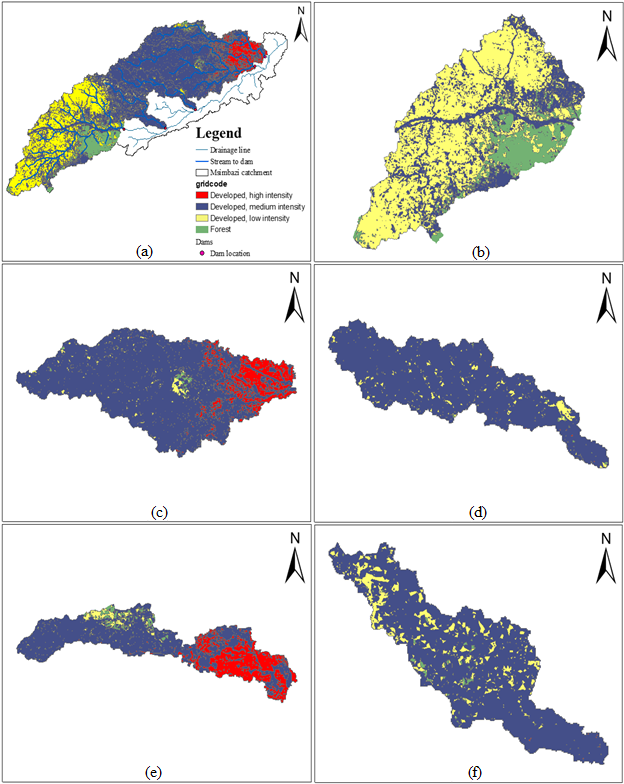 N
N
Legend
Drainage line
Stream to dam
Msimbazi catchment
gridcode
Developed, high intensity
Developed, medium intensity
Developed, low intensity
Forest
Dams
Dam location
(a)
(b)
N
N
(c)
(d)
N
N
(e)
(f)